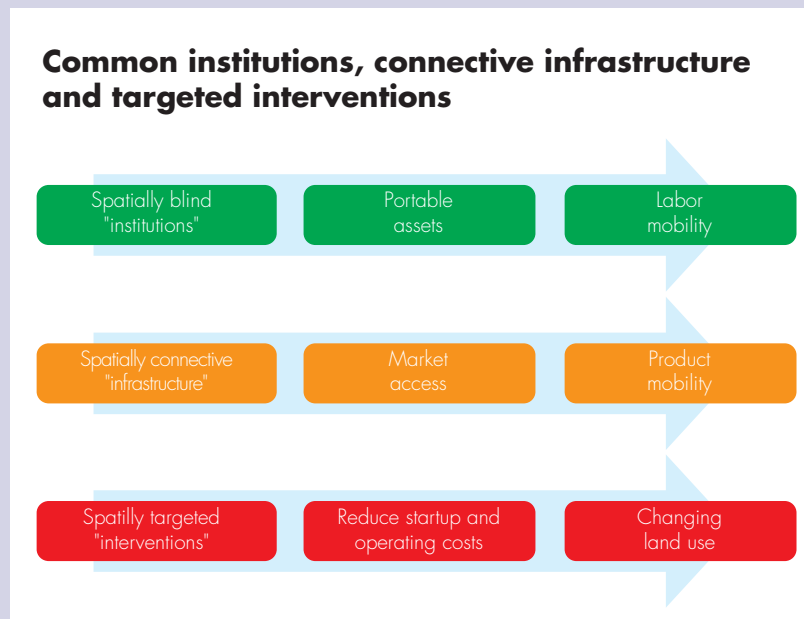 Common institutions, connective infrastructure
and targeted interventions
Spatially blind
"institutions"
Portable
assets
Labor
mobility
Spatially connective
"infrastructure"
Market
access
Product
mobility
Spatilly targeted
"interventions"
Reduce startup and
operating costs
Changing
land use